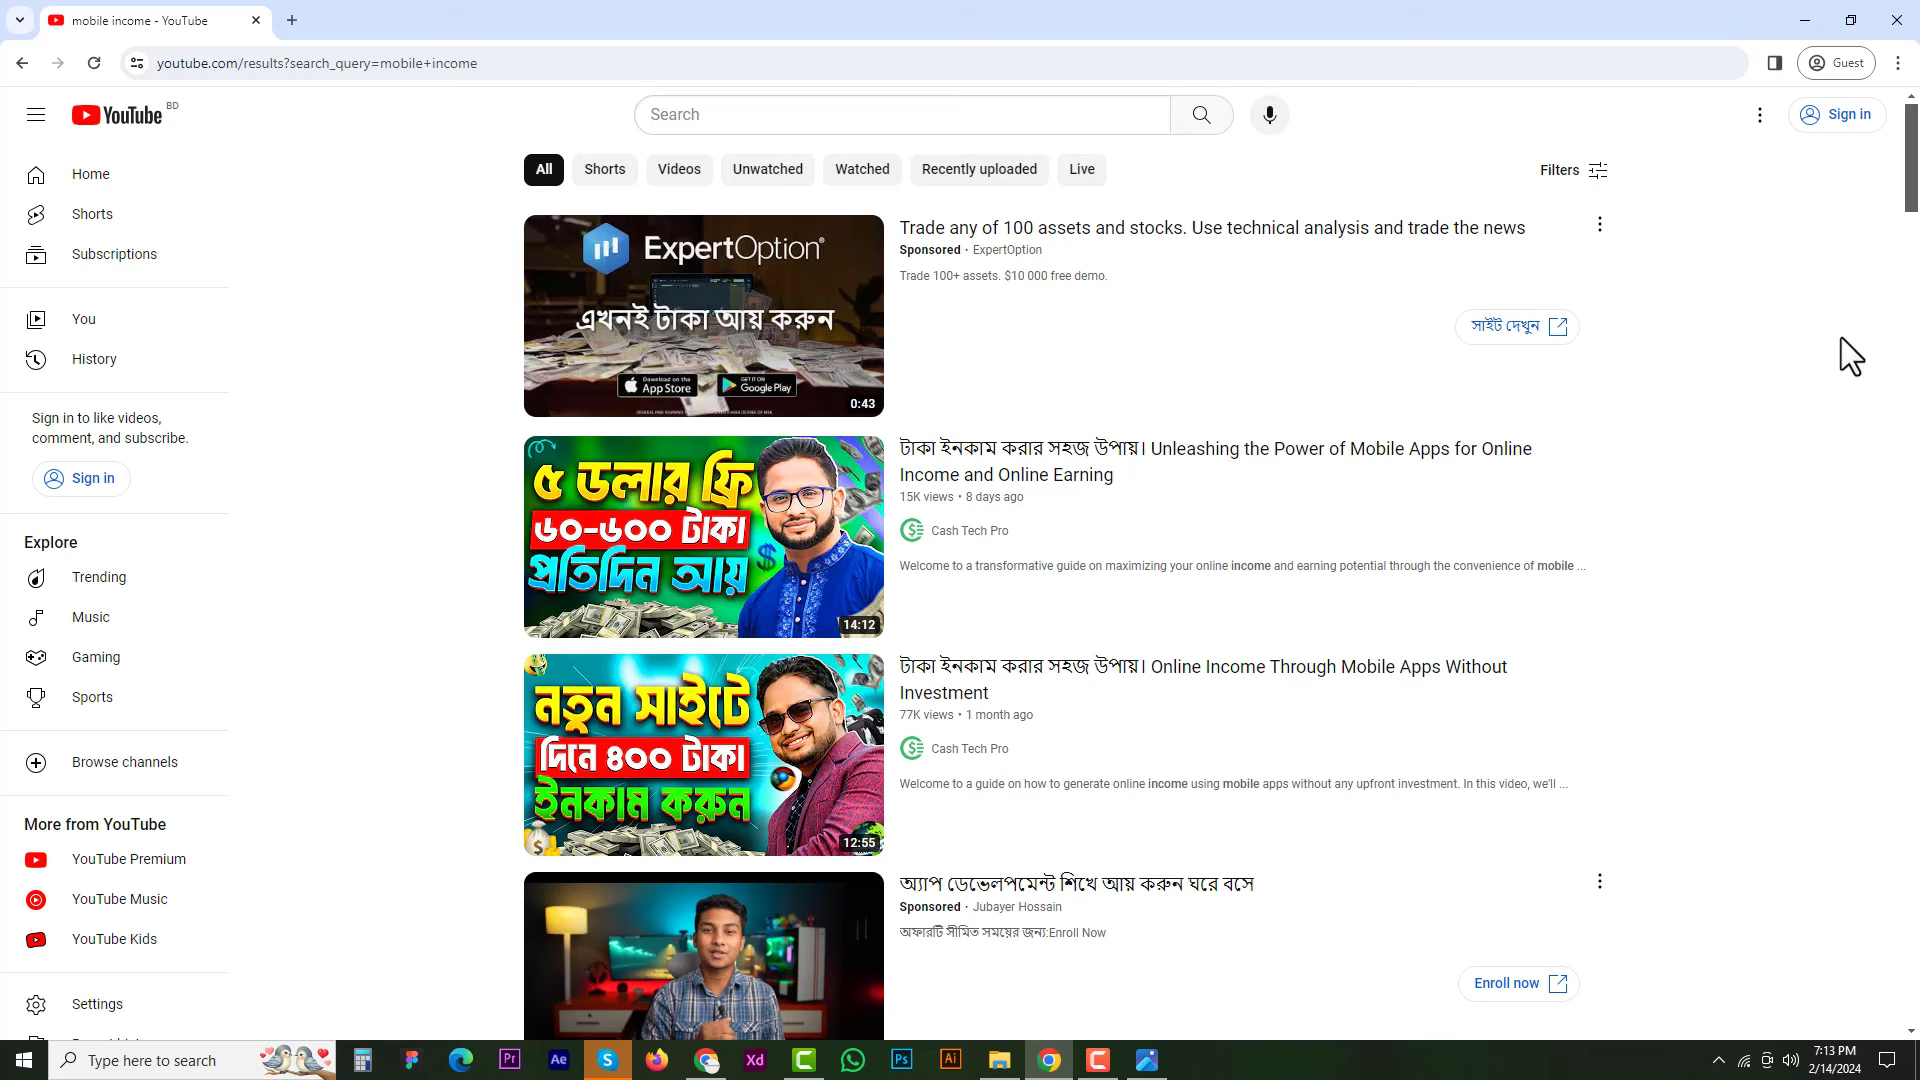 mobile income - YouTube
youtube.com/results?search_query=mobile+income
Guest
YouTube BD
Search
Sign in
Home
Shorts
Subscriptions
You
History
Sign in to like videos,
comment, and subscribe.
Sign in
Explore
Trending
Music
Gaming
Sports
Browse channels
More from YouTube
YouTube Premium
YouTube Music
YouTube Kids
Settings
All
Shorts
Videos
Unwatched
Watched
Recently uploaded
Live
Filters
ExpertOption®
এখনই টাকা আয় করুন
Download on the
App Store
GET IT ON
Google Play
0:43
Trade any of 100 assets and stocks. Use technical analysis and trade the news
Sponsored · ExpertOption
Trade 100+ assets. $10 000 free demo.
সাইট দেখুন
৫ ডলার ফ্রি
৬০-৬০০ টাকা
প্রতিদিন আয়
14:12
টাকা ইনকাম করার সহজ উপায়। Unleashing the Power of Mobile Apps for Online
Income and Online Earning
15K views • 8 days ago
Cash Tech Pro
Welcome to a transformative guide on maximizing your online income and earning potential through the convenience of mobile ...
নতুন সাইটে
দিনে ৪০০ টাকা
ইনকাম করুন
12:55
টাকা ইনকাম করার সহজ উপায়। Online Income Through Mobile Apps Without
Investment
77K views • 1 month ago
Cash Tech Pro
Welcome to a guide on how to generate online income using mobile apps without any upfront investment. In this video, we'll ...
অ্যাপ ডেভেলপমেন্ট শিখে আয় করুন ঘরে বসে
Sponsored · Jubayer Hossain
অফারটি সীমিত সময়ের জন্য:Enroll Now
Enroll now
Type here to search
Pr
Ae
S
Xd
Ps
Ai
7:13 PM
2/14/2024